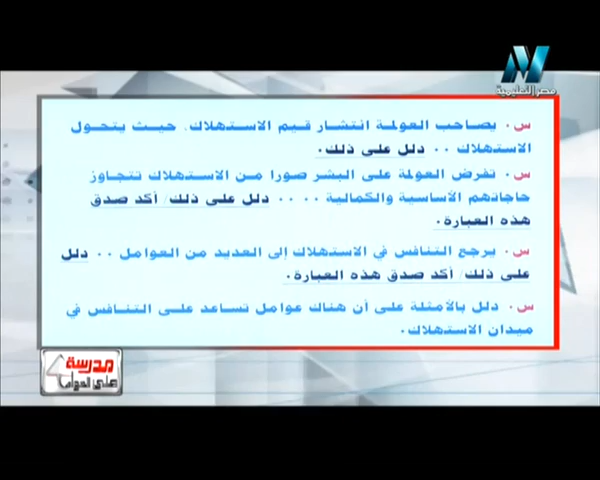 مصر التعليمية
س. يصاحب العولمة انتشار قيم الاستهلاك. حيث يتحول
الاستهلاك .. دلل على ذلك.
س. تفرض العولمة على البشر صورا من الاستهلاك تتجاوز
حاجاتهم الأساسية والكمالية .. .. دلل على ذلك/ أكد صدق
هذه العبارة.
س. يرجع التنافس في الاستهلاك إلى العديد من العوامل .. دلل
على ذلك/ أكد صدق هذه العبارة.
س. دلل بالأمثلة على أن هناك عوامل تساعد على التنافس في
ميدان الاستهلاك.
مدرسة
على الهواء